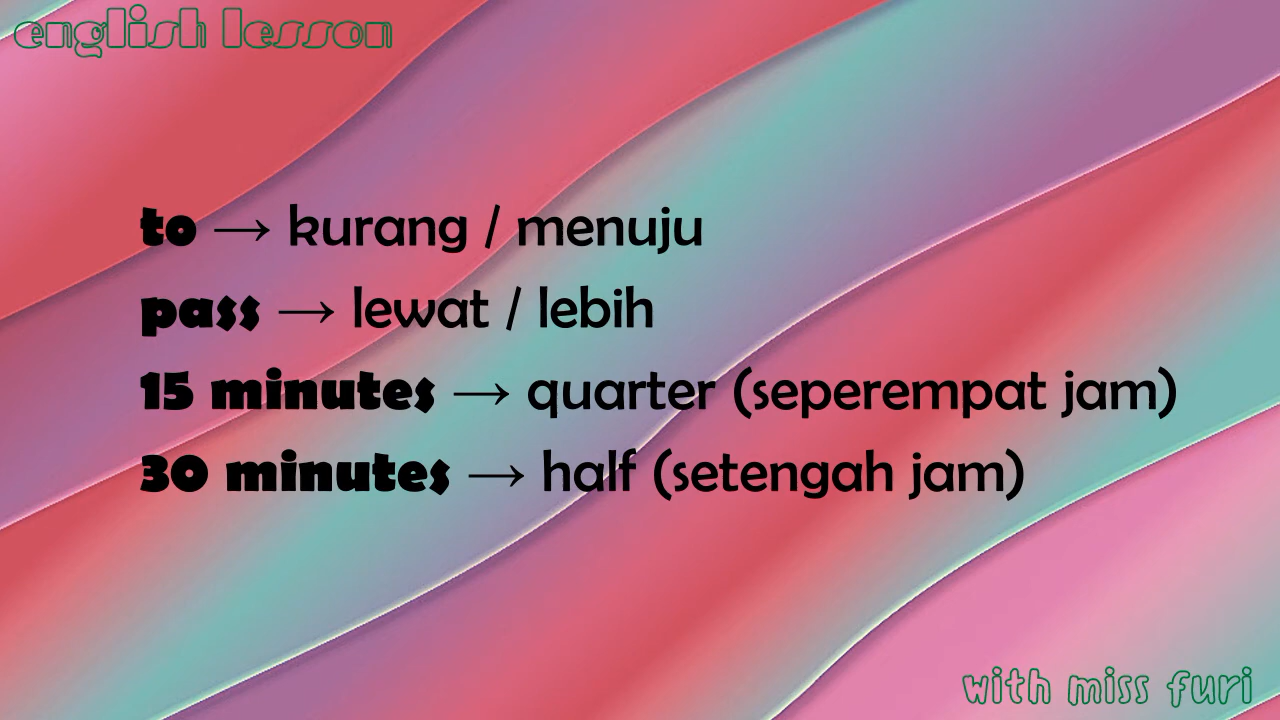 english lesson
to → kurang / menuju
pass → lewat / lebih
15 minutes → quarter (seperempat jam)
30 minutes → half (setengah jam)
with miss furi